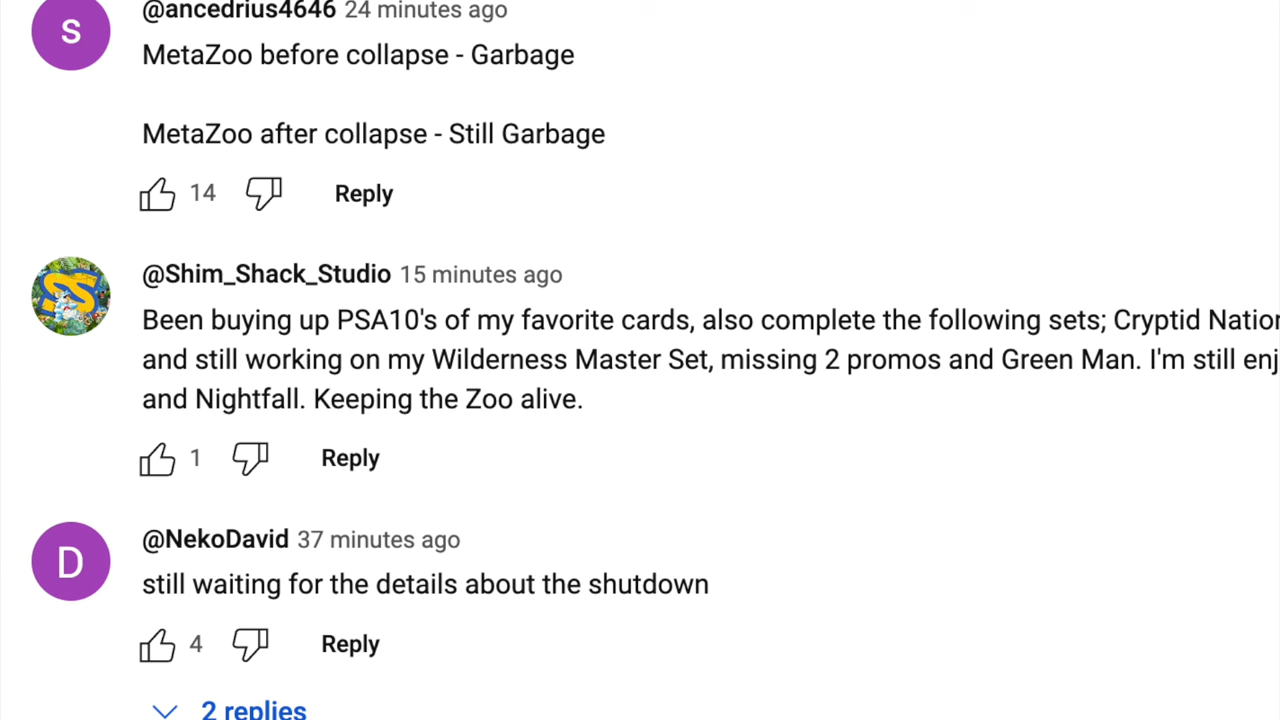 S
@ancedrius4646 24 minutes ago
MetaZoo before collapse - Garbage
MetaZoo after collapse - Still Garbage
14 Reply
@Shim_Shack_Studio 15 minutes ago
Been buying up PSA10's of my favorite cards, also complete the following sets; Cryptid Nation
and still working on my Wilderness Master Set, missing 2 promos and Green Man. I'm still enj
and Nightfall. Keeping the Zoo alive.
1 Reply
D
@NekoDavid 37 minutes ago
still waiting for the details about the shutdown
4 Reply
2 replies